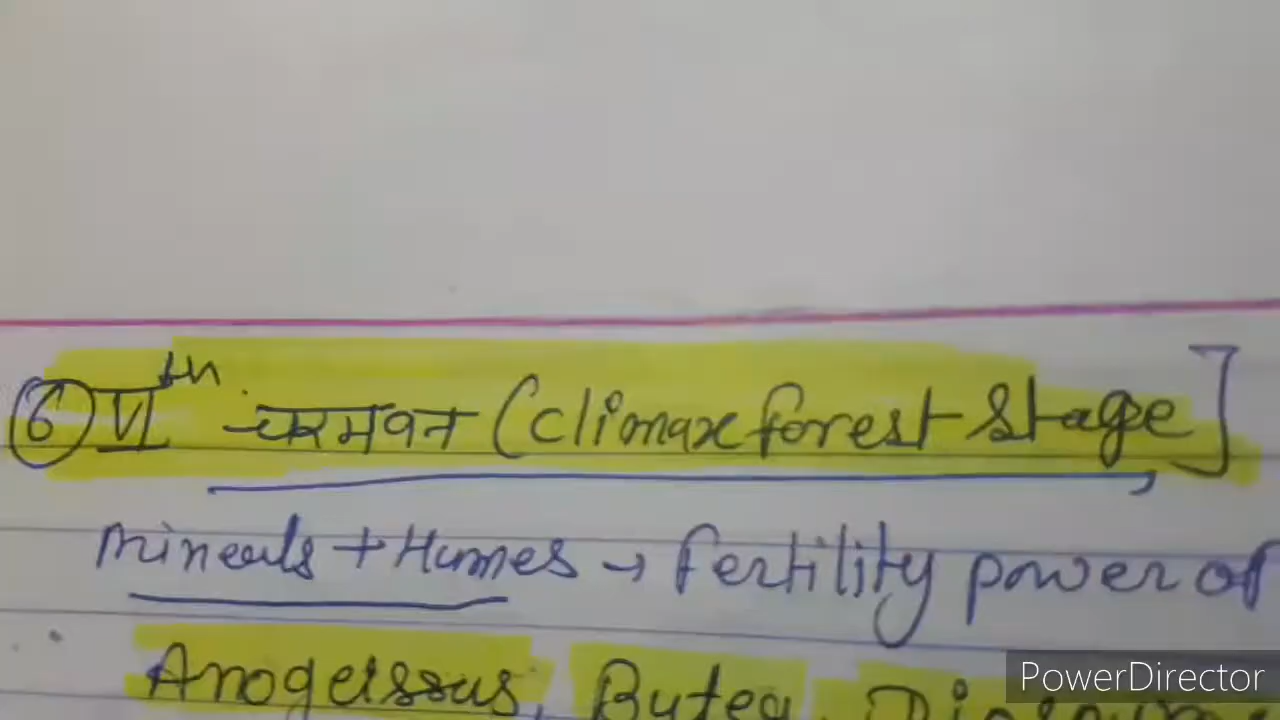 ⑥ VIth चरमवन (Climax forest Stage]
Minerals + Humes → Fertility power of
Anogeissus, Butea,
PowerDirector